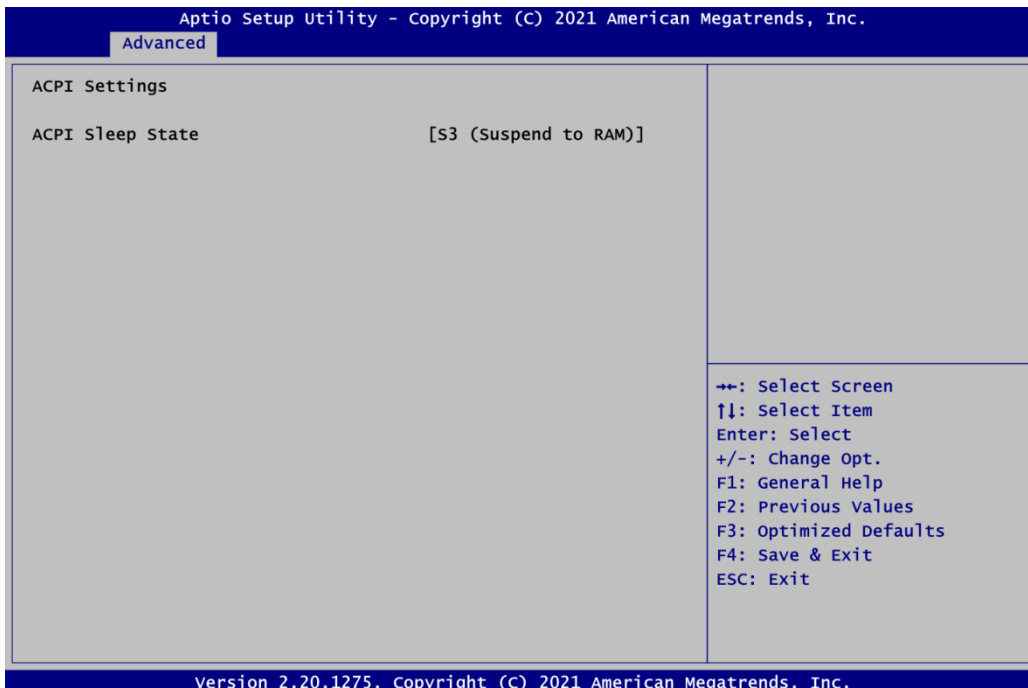 Aptio Setup Utility - Copyright (C) 2021 American Megatrends, Inc.
Advanced
ACPI Settings
ACPI Sleep State [S3 (Suspend to RAM)]
→←: Select Screen
↑↓: Select Item
Enter: Select
+/-: Change Opt.
F1: General Help
F2: Previous Values
F3: Optimized Defaults
F4: Save & Exit
ESC: Exit
Version 2.20.1275. Copyright (C) 2021 American Megatrends, Inc.